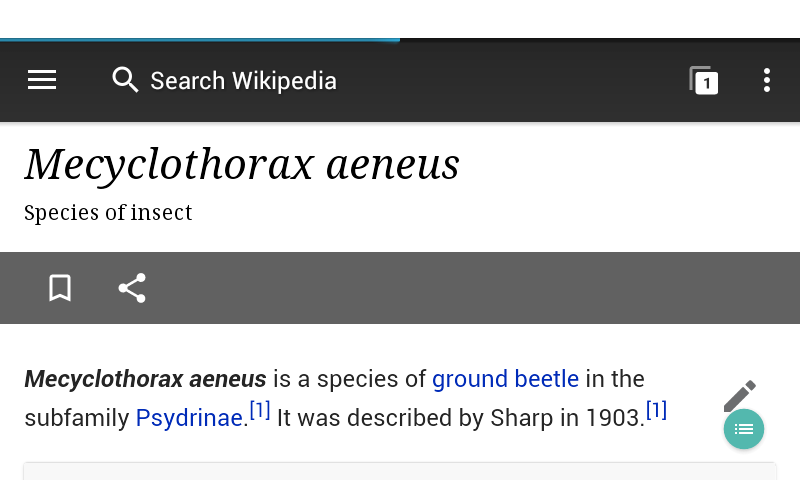 Search Wikipedia
1
Mecyclothorax aeneus
Species of insect
Mecyclothorax aeneus is a species of ground beetle in the
subfamily Psydrinae.[1] It was described by Sharp in 1903.[1]